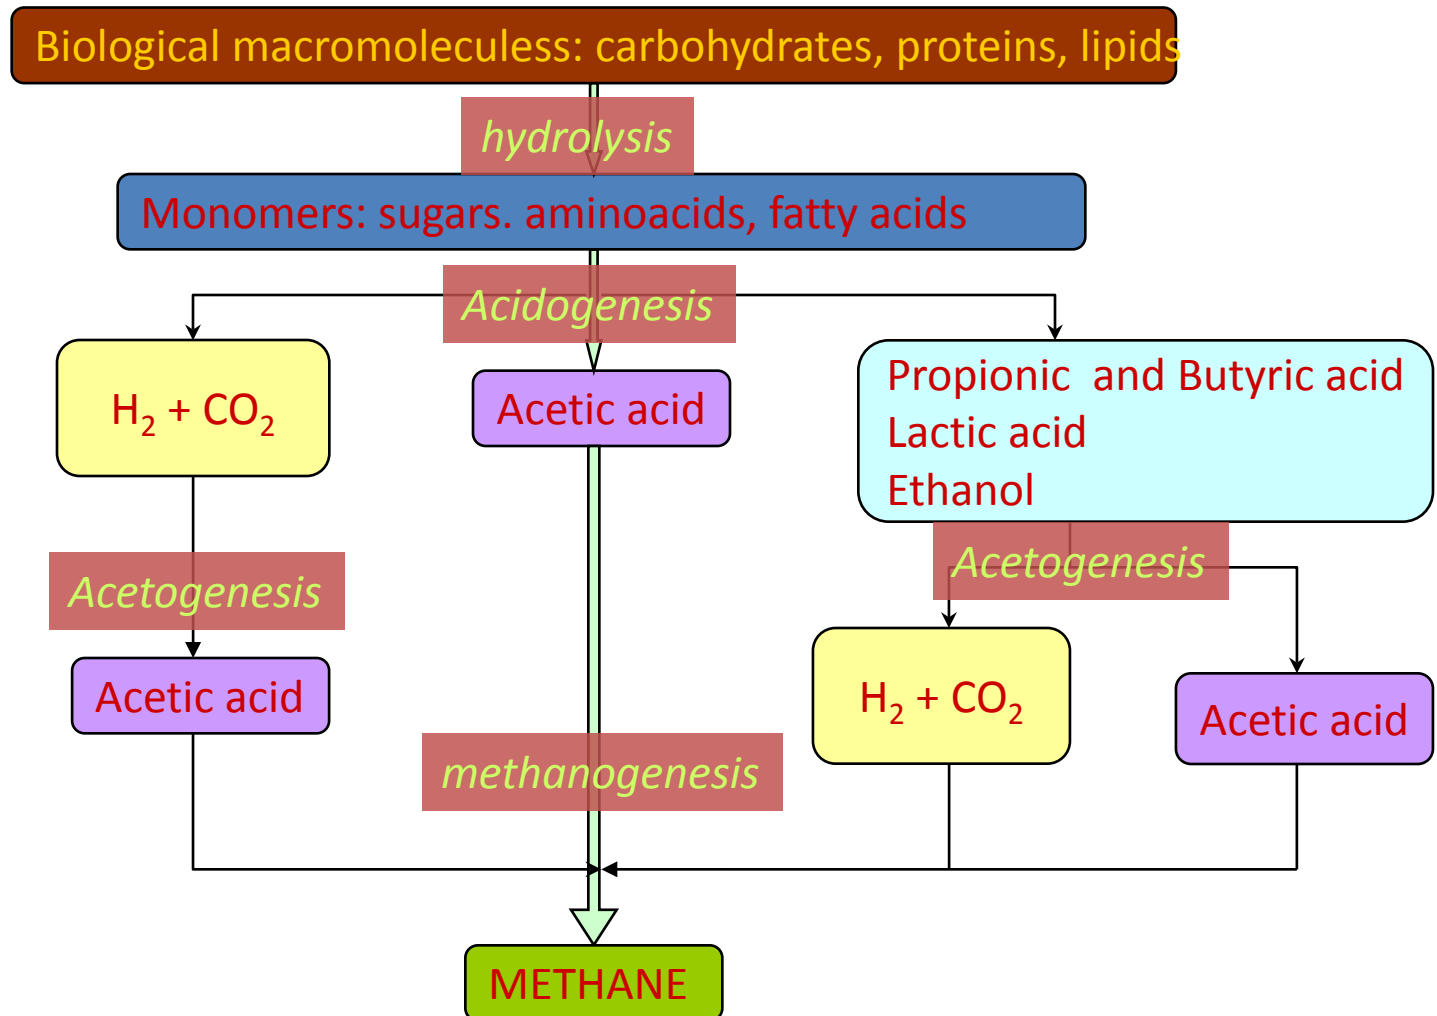 Biological macromoleculess: carbohydrates, proteins, lipids
hydrolysis
Monomers: sugars. aminoacids, fatty acids
Acidogenesis
H₂ + CO₂
Acetic acid
Propionic and Butyric acid
Lactic acid
Ethanol
Acetogenesis
Acetogenesis
Acetic acid
H₂ + CO₂
Acetic acid
methanogenesis
METHANE